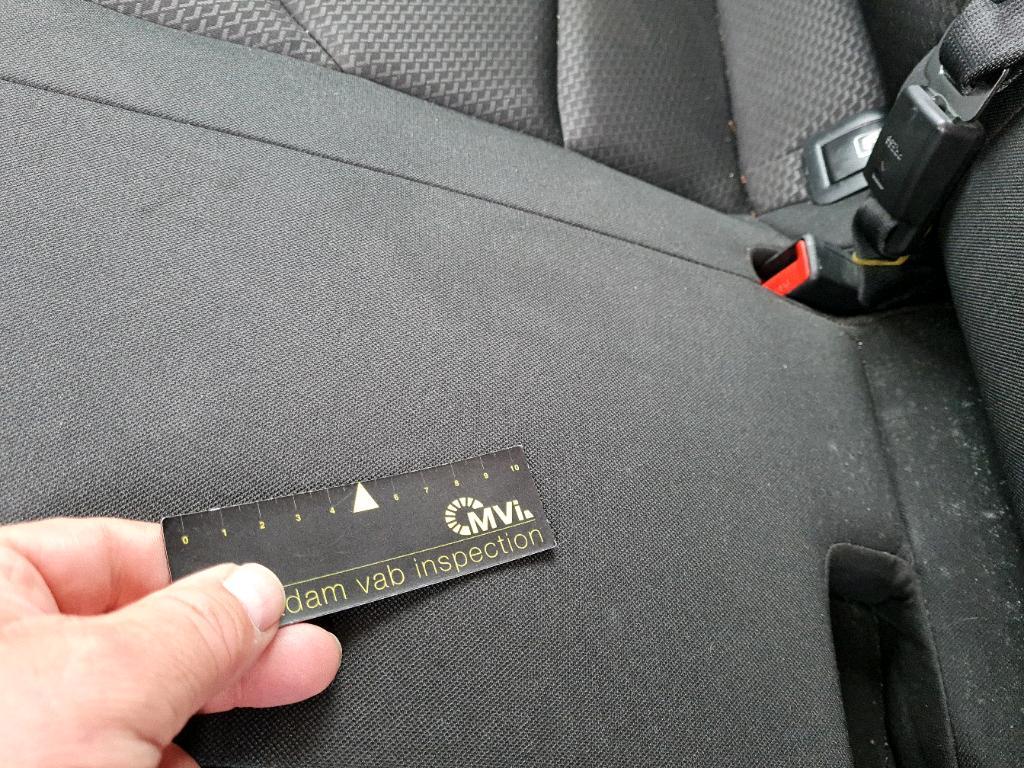 0 1 2 3 4 6 7 8 9 10
MVi.
dam vab inspection